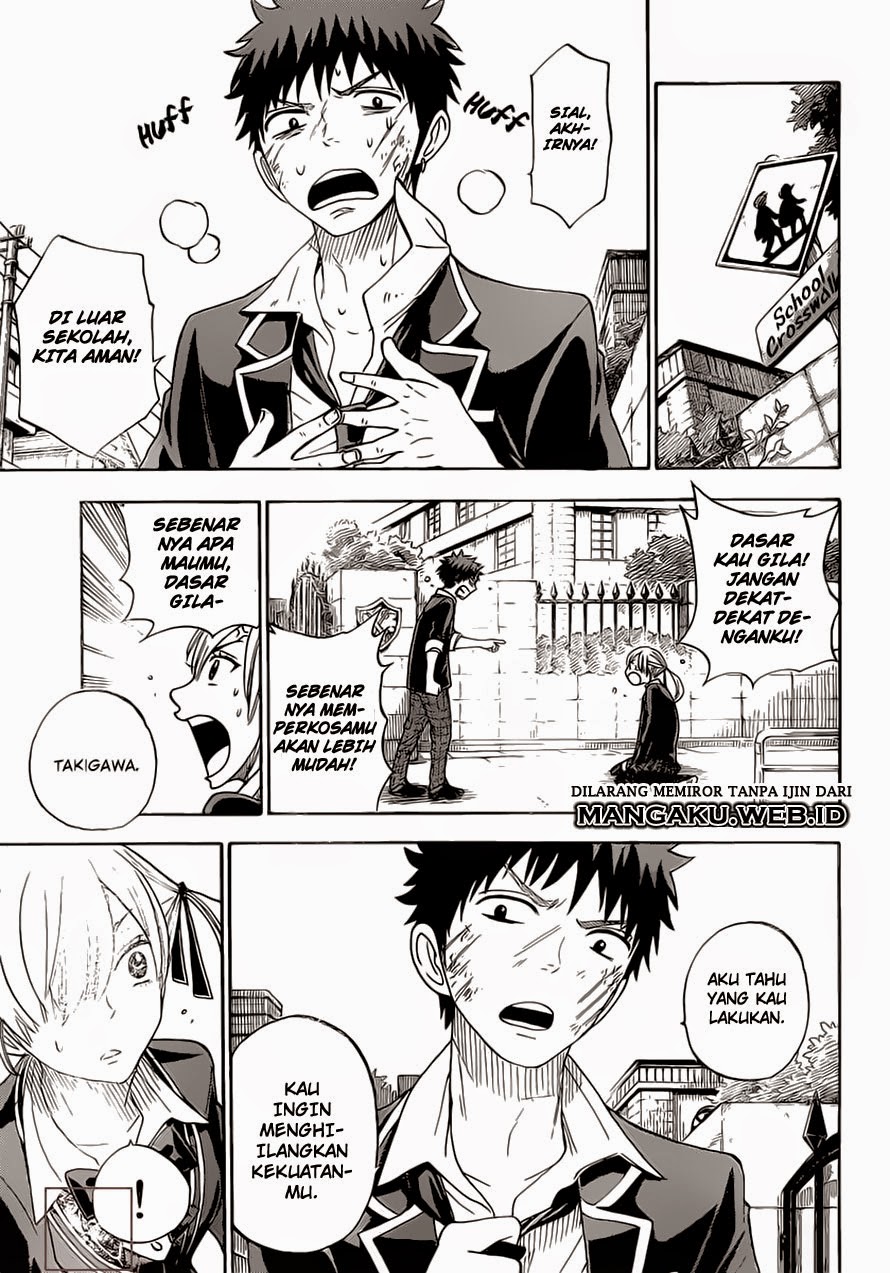 School
Crosswalk
SIAL,
AKH-
IRNYA!
HUFF
HUFF
DI LUAR
SEKOLAH,
KITA AMAN!
DASAR
KAU GILA!
JANGAN
DEKAT-
DEKAT DE-
NGANKU!
SEBENAR
NYA MEM-
PERKOSAMU
AKAN LEBIH
MUDAH!
SEBENAR
NYA APA
MAUMU,
DASAR
GILA-
TAKIGAWA.
DILARANG MEMIROR TANPA IJIN DARI
MANGAKU.WEB.ID
AKU TAHU
YANG KAU
LAKUKAN.
KAU
INGIN
MENGHI-
ILANGKAN
KEKUATAN-
MU.
!